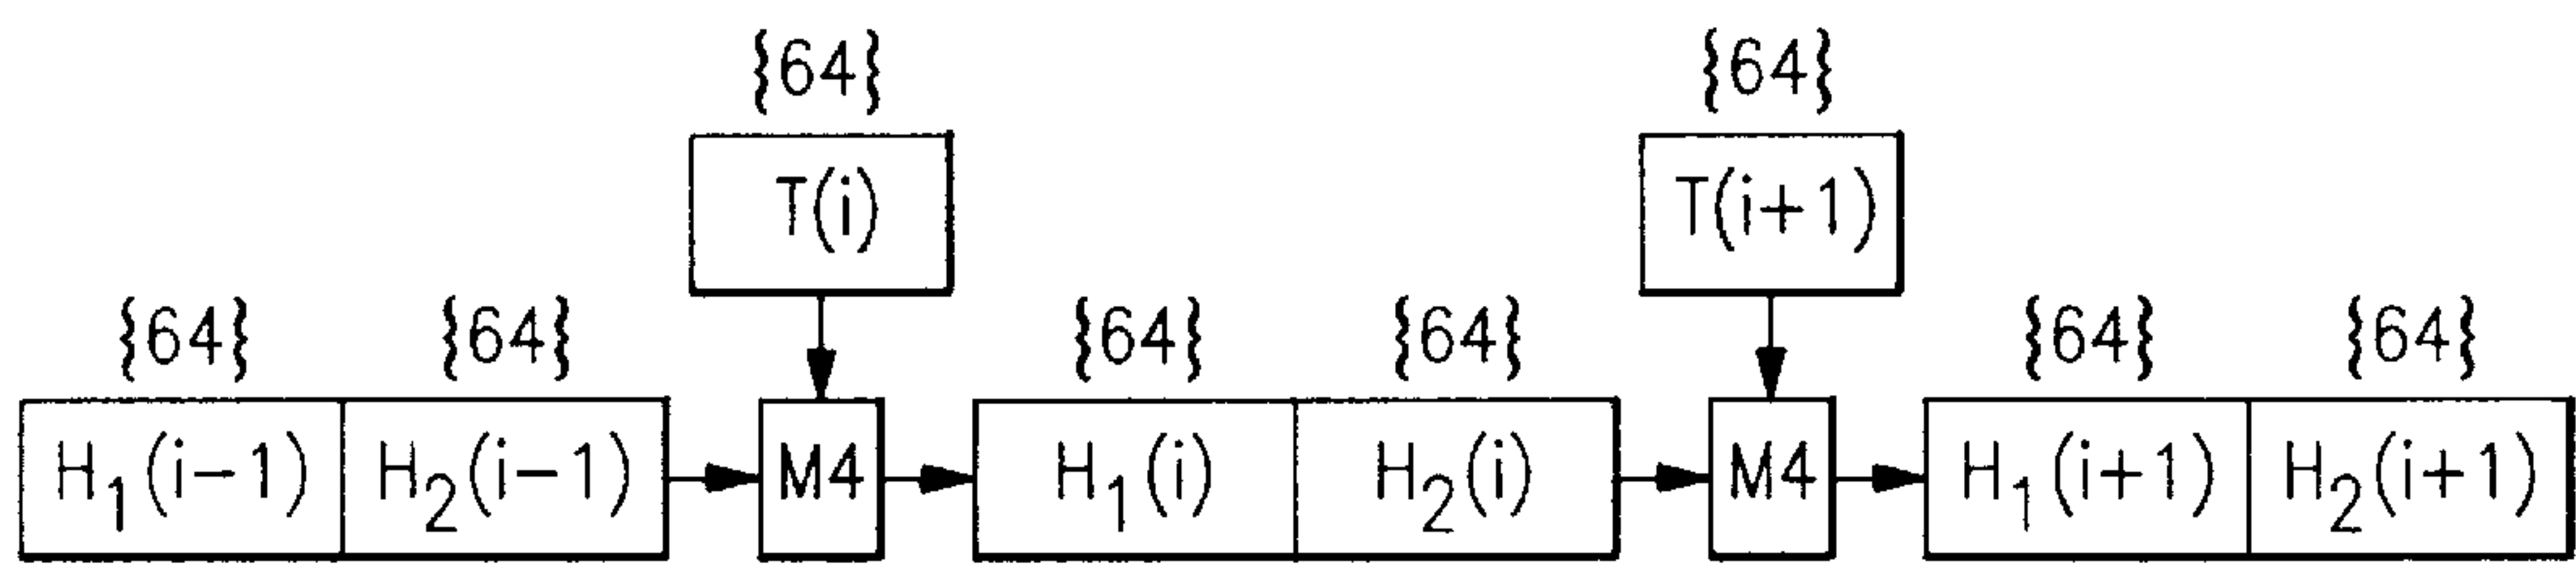 {64} {64}
T(i) T(i+1)
{64} {64} {64} {64} {64} {64}
H₁(i−1) H₂(i−1) M4 H₁(i) H₂(i) M4 H₁(i+1) H₂(i+1)